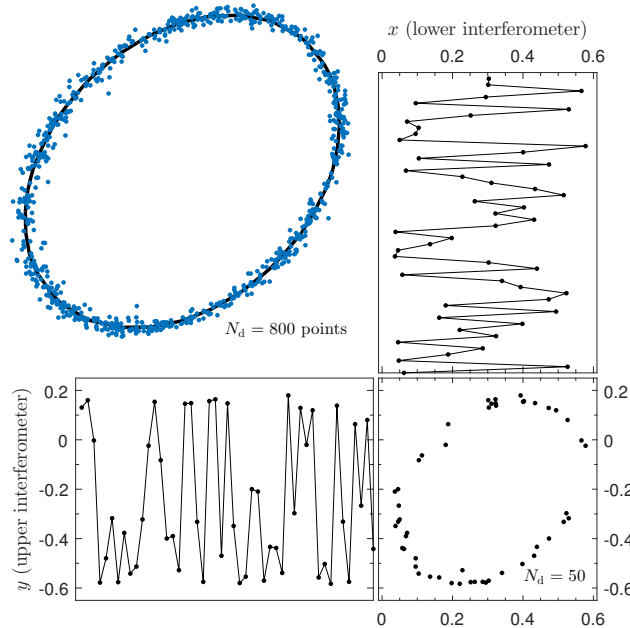 x (lower interferometer)
0 0.2 0.4 0.6
N_d = 800 points
y (upper interferometer)
0.2
0
-0.2
-0.4
-0.6
0.2
0
-0.2
-0.4
-0.6
N_d = 50
0 0.2 0.4 0.6